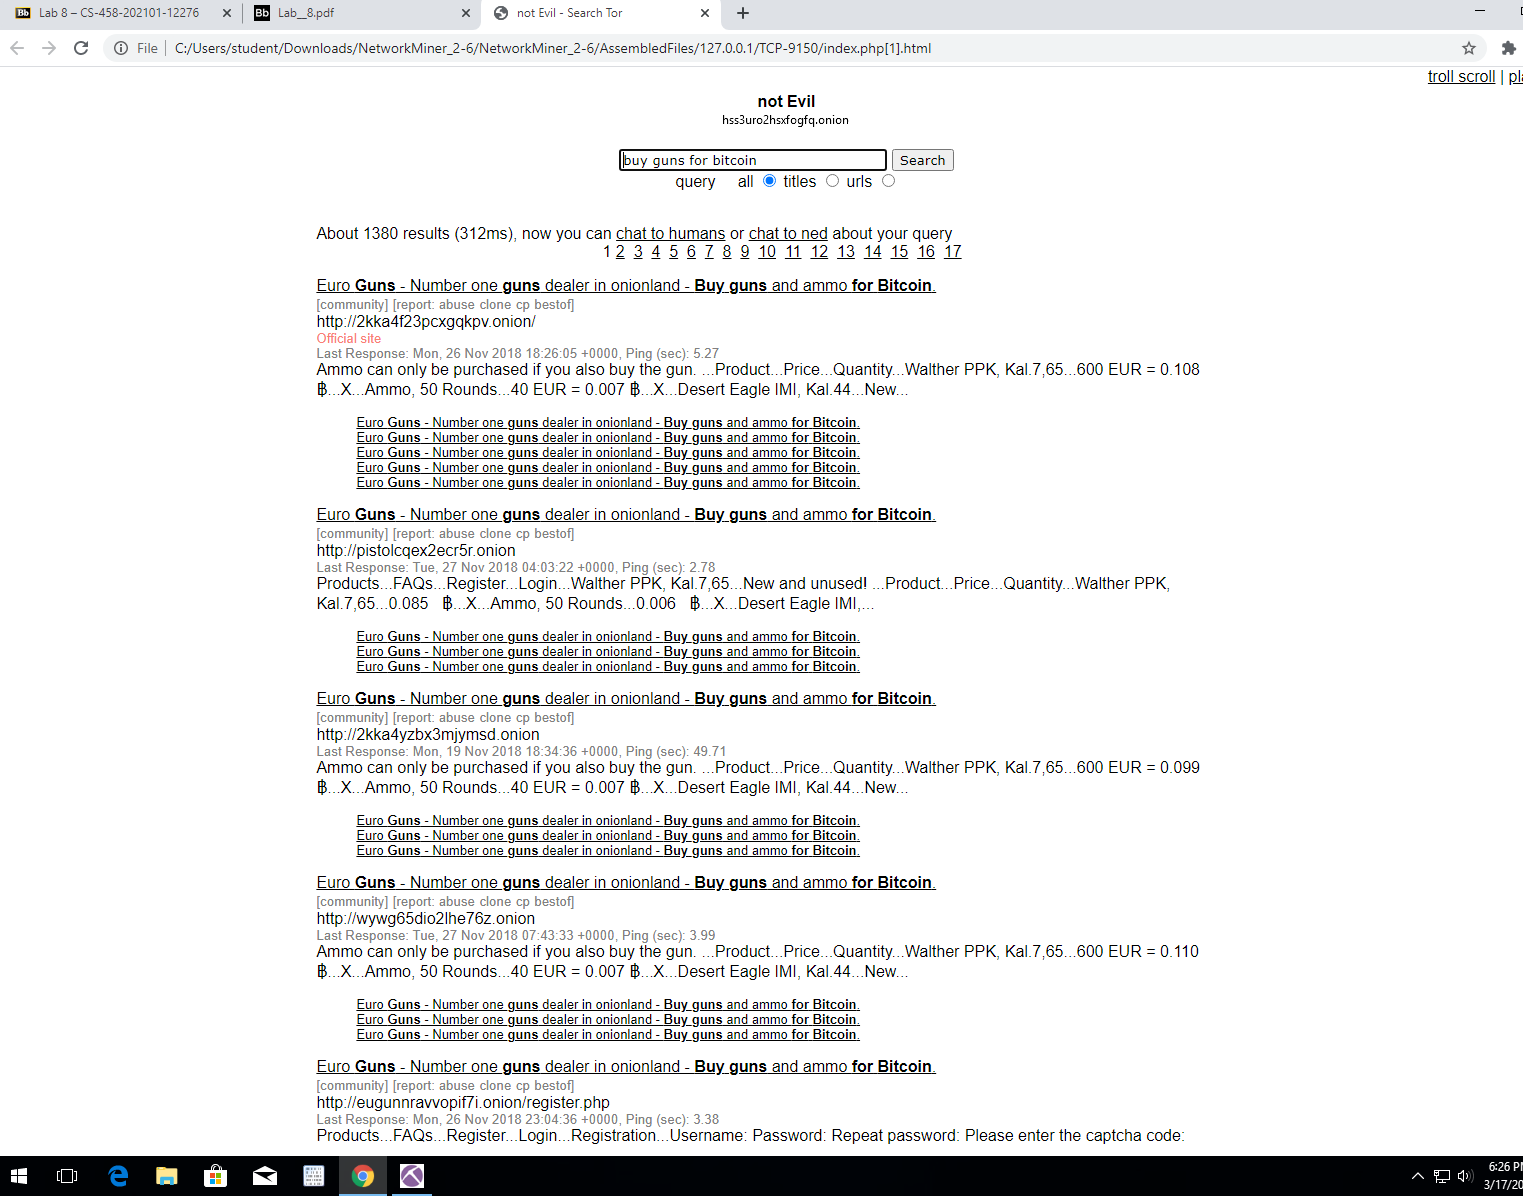 Lab 8 – CS-458-202101-12276
Lab__8.pdf
not Evil - Search Tor
File
C:/Users/student/Downloads/NetworkMiner_2-6/NetworkMiner_2-6/AssembledFiles/127.0.0.1/TCP-9150/index.php[1].html
troll scroll |
not Evil
hss3uro2hsxfogfq.onion
buy guns for bitcoin Search
query all titles urls
About 1380 results (312ms), now you can chat to humans or chat to ned about your query
1 2 3 4 5 6 7 8 9 10 11 12 13 14 15 16 17
Euro Guns - Number one guns dealer in onionland - Buy guns and ammo for Bitcoin.
[community] [report: abuse clone cp bestof]
http://2kka4f23pcxgqkpv.onion/
Official site
Last Response: Mon, 26 Nov 2018 18:26:05 +0000, Ping (sec): 5.27
Ammo can only be purchased if you also buy the gun. ...Product...Price...Quantity...Walther PPK, Kal.7,65...600 EUR = 0.108
฿...X...Ammo, 50 Rounds...40 EUR = 0.007 ฿...X...Desert Eagle IMI, Kal.44...New...
Euro Guns - Number one guns dealer in onionland - Buy guns and ammo for Bitcoin.
Euro Guns - Number one guns dealer in onionland - Buy guns and ammo for Bitcoin.
Euro Guns - Number one guns dealer in onionland - Buy guns and ammo for Bitcoin.
Euro Guns - Number one guns dealer in onionland - Buy guns and ammo for Bitcoin.
Euro Guns - Number one guns dealer in onionland - Buy guns and ammo for Bitcoin.
Euro Guns - Number one guns dealer in onionland - Buy guns and ammo for Bitcoin.
[community] [report: abuse clone cp bestof]
http://pistolcqex2ecr5r.onion
Last Response: Tue, 27 Nov 2018 04:03:22 +0000, Ping (sec): 2.78
Products...FAQs...Register...Login...Walther PPK, Kal.7,65...New and unused! ...Product...Price...Quantity...Walther PPK,
Kal.7,65...0.085 ฿...X...Ammo, 50 Rounds...0.006 ฿...X...Desert Eagle IMI,...
Euro Guns - Number one guns dealer in onionland - Buy guns and ammo for Bitcoin.
Euro Guns - Number one guns dealer in onionland - Buy guns and ammo for Bitcoin.
Euro Guns - Number one guns dealer in onionland - Buy guns and ammo for Bitcoin.
Euro Guns - Number one guns dealer in onionland - Buy guns and ammo for Bitcoin.
[community] [report: abuse clone cp bestof]
http://2kka4yzbx3mjymsd.onion
Last Response: Mon, 19 Nov 2018 18:34:36 +0000, Ping (sec): 49.71
Ammo can only be purchased if you also buy the gun. ...Product...Price...Quantity...Walther PPK, Kal.7,65...600 EUR = 0.099
฿...X...Ammo, 50 Rounds...40 EUR = 0.007 ฿...X...Desert Eagle IMI, Kal.44...New...
Euro Guns - Number one guns dealer in onionland - Buy guns and ammo for Bitcoin.
Euro Guns - Number one guns dealer in onionland - Buy guns and ammo for Bitcoin.
Euro Guns - Number one guns dealer in onionland - Buy guns and ammo for Bitcoin.
Euro Guns - Number one guns dealer in onionland - Buy guns and ammo for Bitcoin.
[community] [report: abuse clone cp bestof]
http://wywg65dio2lhe76z.onion
Last Response: Tue, 27 Nov 2018 07:43:33 +0000, Ping (sec): 3.99
Ammo can only be purchased if you also buy the gun. ...Product...Price...Quantity...Walther PPK, Kal.7,65...600 EUR = 0.110
฿...X...Ammo, 50 Rounds...40 EUR = 0.007 ฿...X...Desert Eagle IMI, Kal.44...New...
Euro Guns - Number one guns dealer in onionland - Buy guns and ammo for Bitcoin.
Euro Guns - Number one guns dealer in onionland - Buy guns and ammo for Bitcoin.
Euro Guns - Number one guns dealer in onionland - Buy guns and ammo for Bitcoin.
Euro Guns - Number one guns dealer in onionland - Buy guns and ammo for Bitcoin.
[community] [report: abuse clone cp bestof]
http://eugunnravvopif7i.onion/register.php
Last Response: Mon, 26 Nov 2018 23:04:36 +0000, Ping (sec): 3.38
Products...FAQs...Register...Login...Registration...Username: Password: Repeat password: Please enter the captcha code:
6:26 PM
3/17/20